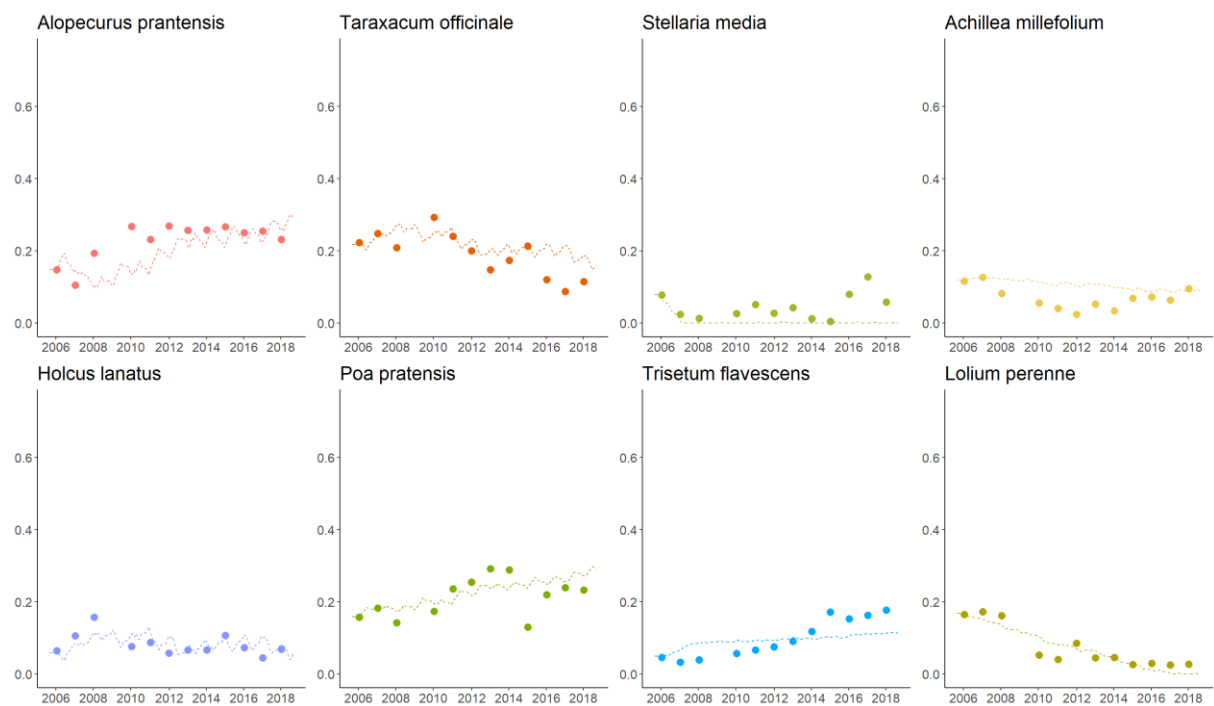 Alopecurus prantensis
Taraxacum officinale
Stellaria media
Achillea millefolium
0.6
0.4
0.2
0.0
0.6
0.4
0.2
0.0
0.6
0.4
0.2
0.0
0.6
0.4
0.2
0.0
2006 2008 2010 2012 2014 2016 2018
2006 2008 2010 2012 2014 2016 2018
2006 2008 2010 2012 2014 2016 2018
2006 2008 2010 2012 2014 2016 2018
Holcus lanatus
Poa pratensis
Trisetum flavescens
Lolium perenne
0.6
0.4
0.2
0.0
0.6
0.4
0.2
0.0
0.6
0.4
0.2
0.0
0.6
0.4
0.2
0.0
2006 2008 2010 2012 2014 2016 2018
2006 2008 2010 2012 2014 2016 2018
2006 2008 2010 2012 2014 2016 2018
2006 2008 2010 2012 2014 2016 2018